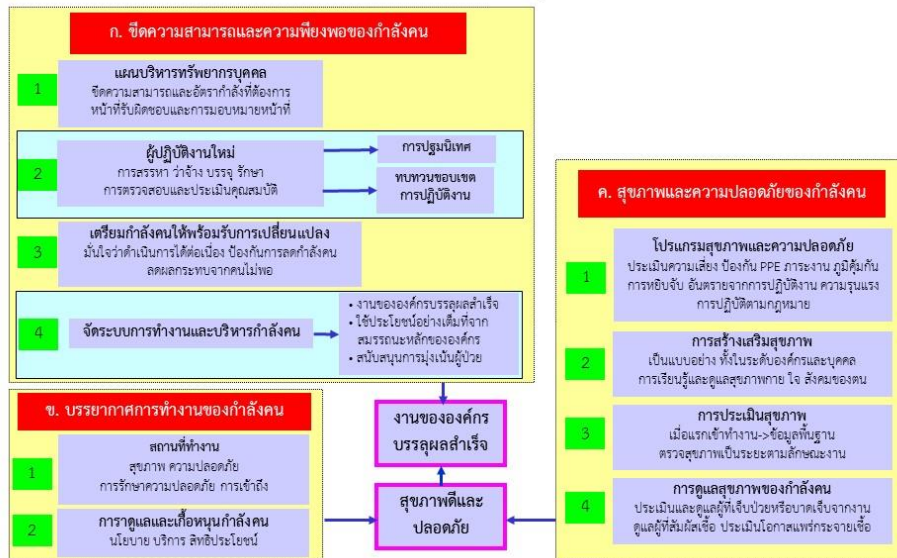 ก. ขีดความสามารถและความพียงพอของกำลังคน
1
แผนบริหารทรัพยากรบุคคล
ขีดความสามารถและอัตรากำลังที่ต้องการ
หน้าที่รับผิดชอบและการมอบหมายหน้าที่
2
ผู้ปฏิบัติงานใหม่
การสรรหา ว่าจ้าง บรรจุ รักษา
การตรวจสอบและประเมินคุณสมบัติ
การปฐมนิเทศ
ทบทวนขอบเขต
การปฏิบัติงาน
3
เตรียมกำลังคนให้พร้อมรับการเปลี่ยนแปลง
มั่นใจว่าดำเนินการได้ต่อเนื่อง ป้องกันการลดกำลังคน
ลดผลกระทบจากคนไม่พอ
4
จัดระบบการทำงานและบริหารกำลังคน
• งานขององค์กรบรรลุผลสำเร็จ
• ใช้ประโยชน์อย่างเต็มที่จาก
สมรรถนะหลักขององค์กร
• สนับสนุนการมุ่งเน้นผู้ป่วย
ข. บรรยากาศการทำงานของกำลังคน
1
สถานที่ทำงาน
สุขภาพ ความปลอดภัย
การรักษาความปลอดภัย การเข้าถึง
2
การาดูแลและเกื้อหนุนกำลังคน
นโยบาย บริการ สิทธิประโยชน์
งานขององค์กร
บรรลุผลสำเร็จ
สุขภาพดีและ
ปลอดภัย
ค. สุขภาพและความปลอดภัยของกำลังคน
1
โปรแกรมสุขภาพและความปลอดภัย
ประเมินความเสี่ยง ป้องกัน PPE ภาระงาน ภูมิคุ้มกัน
การหยิบจับ อันตรายจากการปฏิบัติงาน ความรุนแรง
การปฏิบัติตามกฎหมาย
2
การสร้างเสริมสุขภาพ
เป็นแบบอย่าง ทั้งในระดับองค์กรและบุคคล
การเรียนรู้และดูแลสุขภาพกาย ใจ สังคมของตน
3
การประเมินสุขภาพ
เมื่อแรกเข้าทำงาน->ข้อมูลพื้นฐาน
ตรวจสุขภาพเป็นระยะตามลักษณะงาน
4
การดูแลสุขภาพของกำลังคน
ประเมินและดูแลผู้ที่เจ็บป่วยหรือบาดเจ็บจากงาน
ดูแลผู้ที่สัมผัสเชื้อ ประเมินโอกาสแพร่กระจายเชื้อ